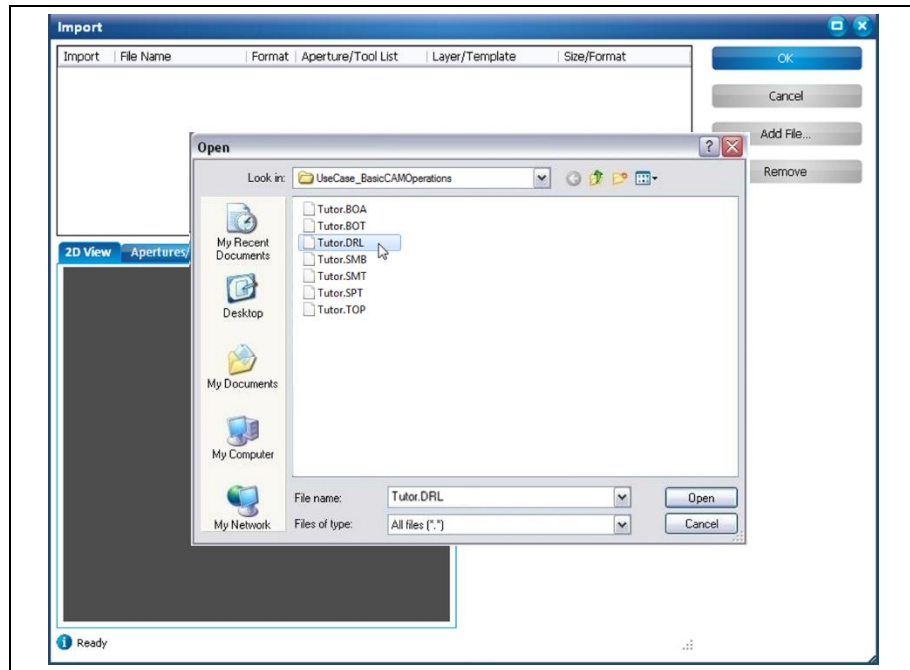 Import
Import File Name Format Aperture/Tool List Layer/Template Size/Format
OK
Cancel
Add File...
Remove
Open
Look in: UseCase_BasicCAMOperations
My Recent Documents
Desktop
My Documents
My Computer
My Network
Tutor.BOA
Tutor.BOT
Tutor.DRL
Tutor.SMB
Tutor.SMT
Tutor.SPT
Tutor.TOP
File name: Tutor.DRL Open
Files of type: All files (*.*) Cancel
2D View Apertures/
Ready